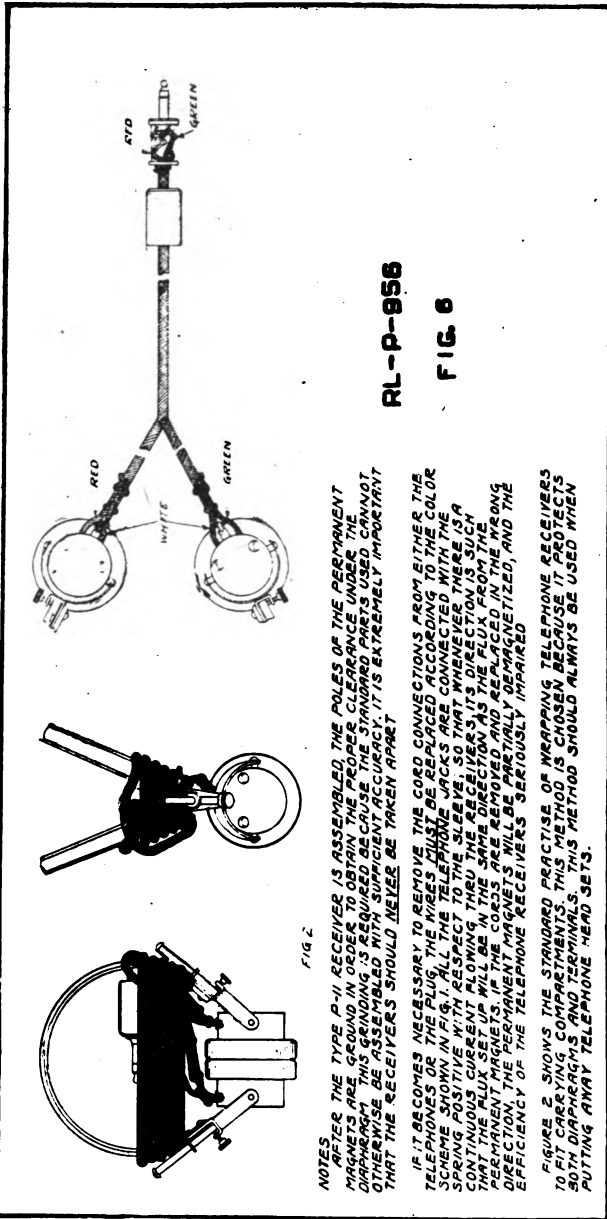 RED
GREEN
RED
WHITE
GREEN
FIG 2
RL-P-956
FIG. 6
NOTES
AFTER THE TYPE P-11 RECEIVER IS ASSEMBLED, THE POLES OF THE PERMANENT
MAGNETS ARE GROUND IN ORDER TO OBTAIN THE PROPER CLEARANCE UNDER THE
DIAPHRAGM. THIS GRINDING IS REQUIRED BECAUSE THE STANDARD PARTS USED CANNOT
OTHERWISE BE ASSEMBLED WITH SUFFICIENT ACCURACY. IT IS EXTREMELY IMPORTANT
THAT THE RECEIVERS SHOULD NEVER BE TAKEN APART
IF IT BECOMES NECESSARY TO REMOVE THE CORD CONNECTIONS FROM EITHER THE
TELEPHONES OR THE PLUG, THE WIRES MUST BE REPLACED ACCORDING TO THE COLOR
SCHEME SHOWN IN FIG. 1. ALL THE TELEPHONE JACKS ARE CONNECTED WITH THE
SPRING POSITIVE WITH RESPECT TO THE SLEEVE, SO THAT WHENEVER THERE IS A
CONTINUOUS CURRENT FLOWING THRU THE RECEIVERS, ITS DIRECTION IS SUCH
THAT THE FLUX SET UP WILL BE IN THE SAME DIRECTION AS THE FLUX FROM THE
PERMANENT MAGNETS. IF THE CORDS ARE REMOVED AND REPLACED IN THE WRONG
DIRECTION, THE PERMANENT MAGNETS WILL BE PARTIALLY DEMAGNETIZED, AND THE
EFFICIENCY OF THE TELEPHONE RECEIVERS SERIOUSLY IMPAIRED
FIGURE 2 SHOWS THE STANDARD PRACTISE OF WRAPPING TELEPHONE RECEIVERS
TO FIT CARRYING COMPARTMENTS. THIS METHOD IS CHOSEN BECAUSE IT PROTECTS
BOTH DIAPHRAGMS AND TERMINALS. THIS METHOD SHOULD ALWAYS BE USED WHEN
PUTTING AWAY TELEPHONE HEAD SETS.